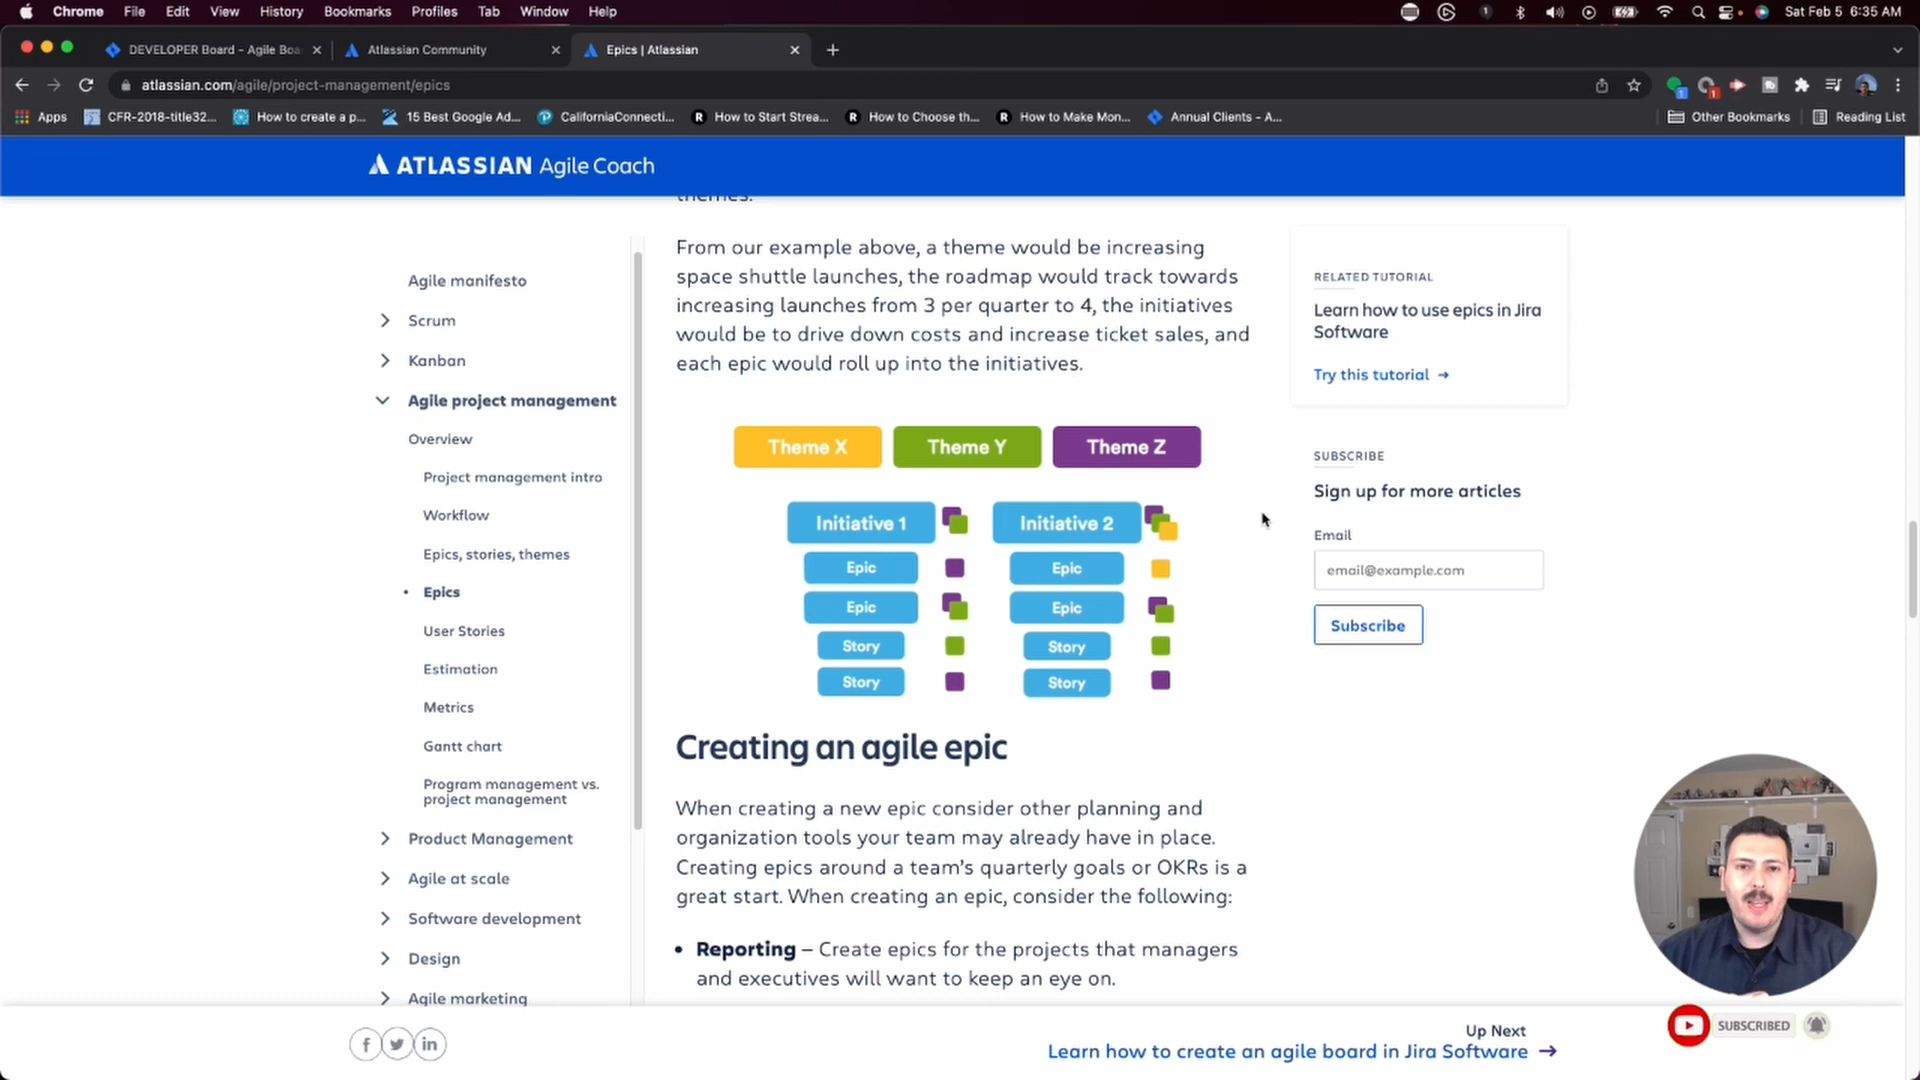 Chrome File Edit View History Bookmarks Profiles Tab Window Help
1
Sat Feb 5 6:35 AM
DEVELOPER Board - Agile Boa
Atlassian Community
Epics | Atlassian
atlassian.com/agile/project-management/epics
Apps
CFR-2018-title32...
How to create a p...
15 Best Google Ad...
CaliforniaConnecti...
How to Start Strea...
How to Choose th...
How to Make Mon...
Annual Clients - A...
Other Bookmarks
Reading List
ATLASSIAN Agile Coach
Agile manifesto
Scrum
Kanban
Agile project management
Overview
Project management intro
Workflow
Epics, stories, themes
Epics
User Stories
Estimation
Metrics
Gantt chart
Program management vs.
project management
Product Management
Agile at scale
Software development
Design
Agile marketing
themes.
From our example above, a theme would be increasing
space shuttle launches, the roadmap would track towards
increasing launches from 3 per quarter to 4, the initiatives
would be to drive down costs and increase ticket sales, and
each epic would roll up into the initiatives.
Theme X
Theme Y
Theme Z
Initiative 1
Initiative 2
Epic
Epic
Epic
Epic
Story
Story
Story
Story
Creating an agile epic
When creating a new epic consider other planning and
organization tools your team may already have in place.
Creating epics around a team's quarterly goals or OKRs is a
great start. When creating an epic, consider the following:
• Reporting – Create epics for the projects that managers
and executives will want to keep an eye on.
RELATED TUTORIAL
Learn how to use epics in Jira
Software
Try this tutorial →
SUBSCRIBE
Sign up for more articles
Email
email@example.com
Subscribe
SUBSCRIBED
Up Next
Learn how to create an agile board in Jira Software →